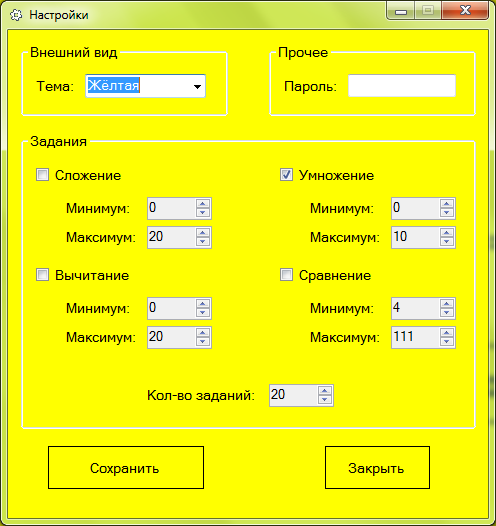 Настройки
Внешний вид
Тема: Жёлтая
Прочее
Пароль:
Задания
Сложение
Минимум: 0
Максимум: 20
Умножение
Минимум: 0
Максимум: 10
Вычитание
Минимум: 0
Максимум: 20
Сравнение
Минимум: 4
Максимум: 111
Кол-во заданий: 20
Сохранить
Закрыть